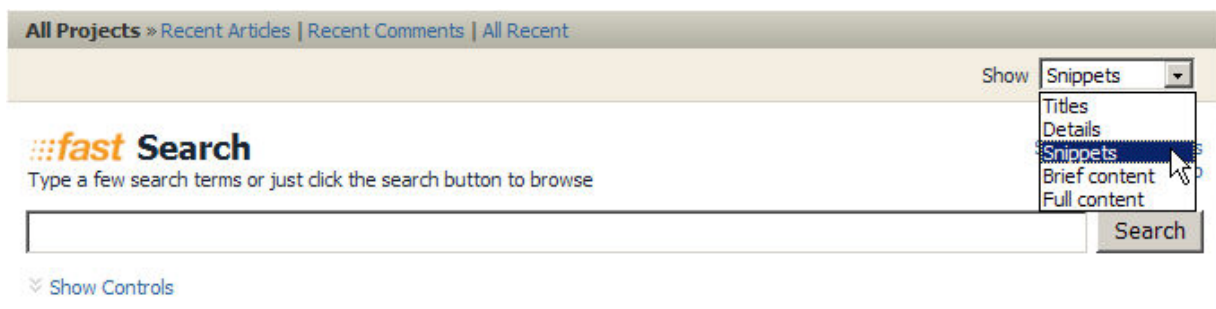 All Projects » Recent Articles | Recent Comments | All Recent
Show Snippets
Titles
Details
Snippets
Brief content
Full content
:::fast Search
Type a few search terms or just click the search button to browse
Search
Show Controls